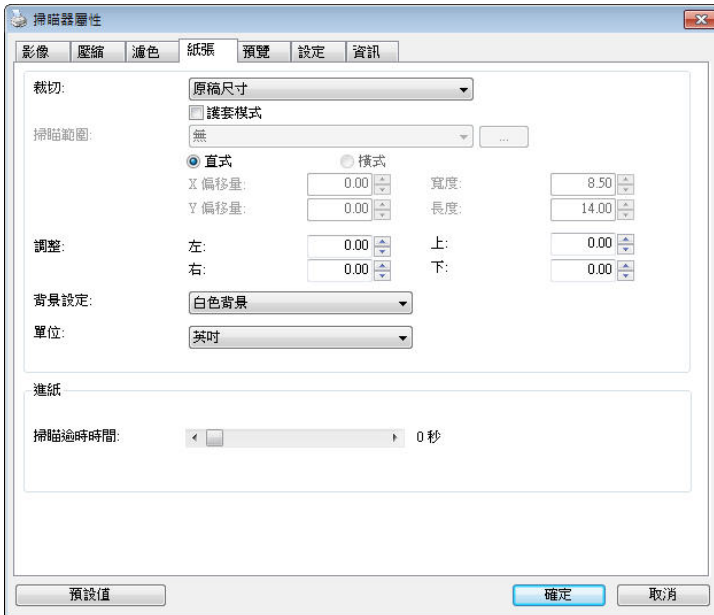 掃瞄器屬性
影像 壓縮 濾色 紙張 預覽 設定 資訊
裁切: 原稿尺寸
護套模式
掃瞄範圍: 無 ...
直式 橫式
X 偏移量: 0.00 寬度: 8.50
Y 偏移量: 0.00 長度: 14.00
調整: 左: 0.00 上: 0.00
右: 0.00 下: 0.00
背景設定: 白色背景
單位: 英吋
進紙
掃瞄逾時時間: 0 秒
預設值 確定 取消